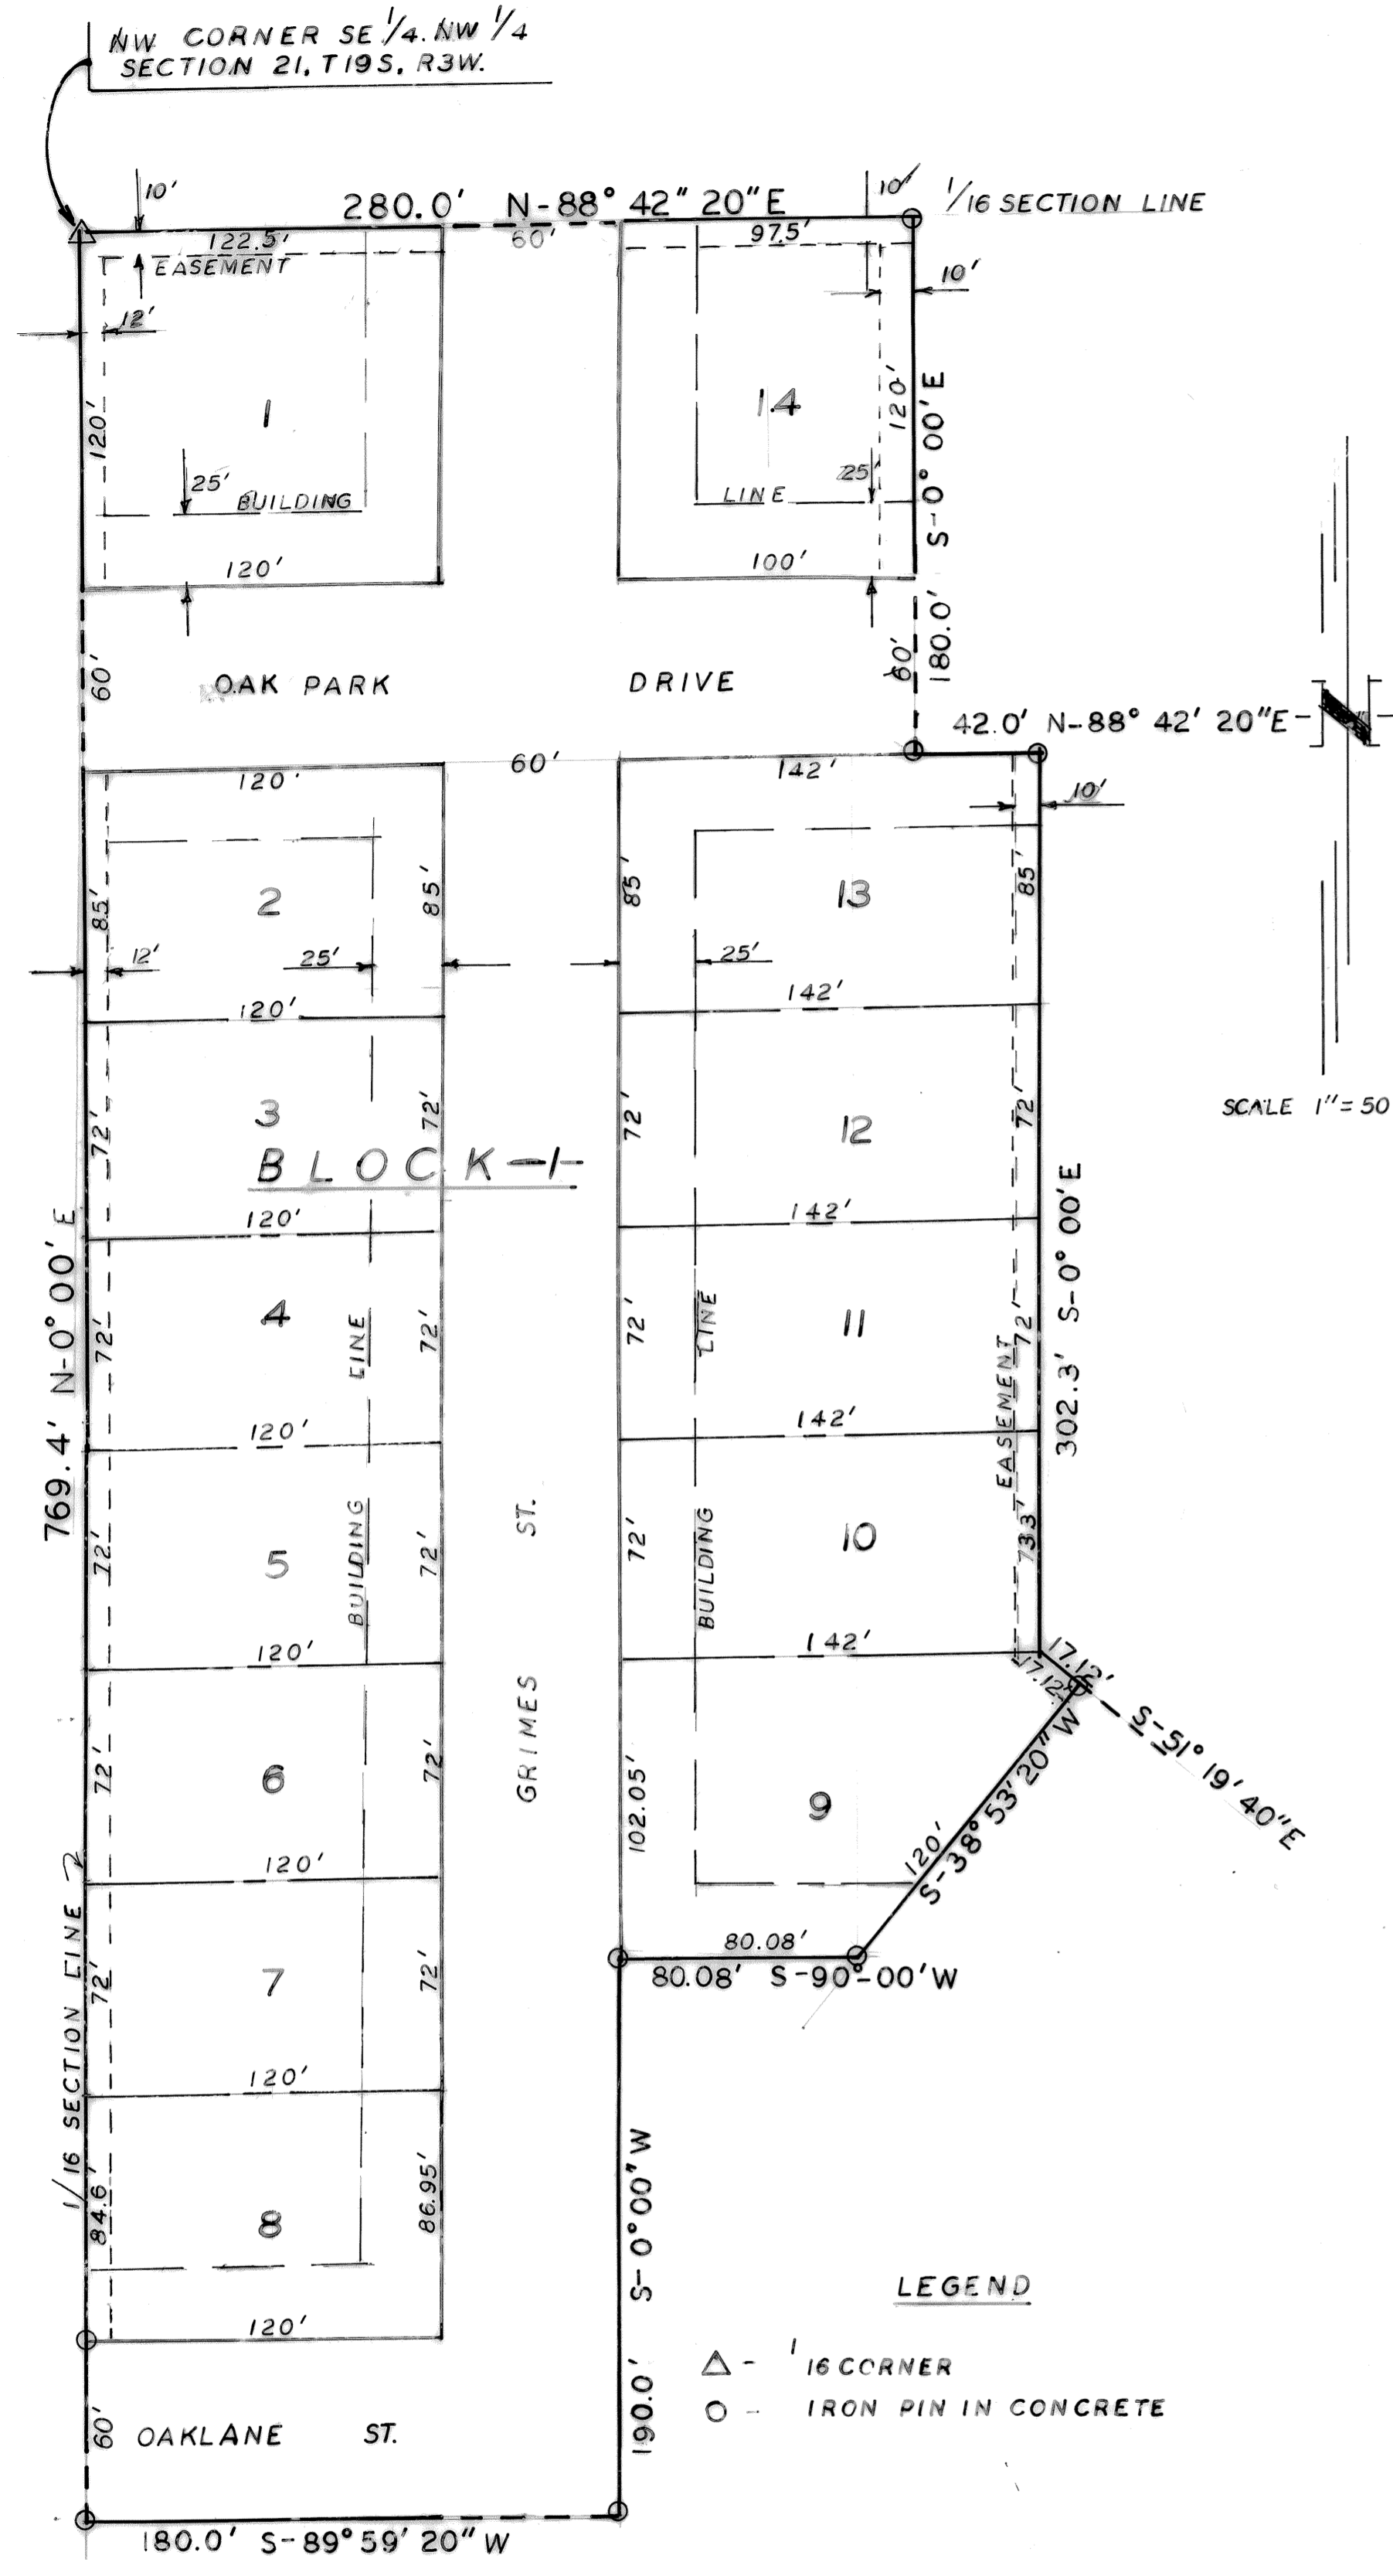 NW CORNER SE 1/4. NW 1/4
SECTION 21, T19S, R3W.
10'
280.0' N-88° 42" 20"E
10'
1/16 SECTION LINE
122.5'
60'
97.5'
EASEMENT
10'
12'
120'
1
14
120'
S-0° 00'E
180.0'
25'
BUILDING
LINE
25'
120'
100'
60'
OAK PARK DRIVE
60'
42.0' N-88° 42' 20"E
120'
60'
142'
10'
85'
2
85'
85'
13
85'
12'
25'
25'
120'
142'
72'
3
72'
72'
12
72'
SCALE 1"=50
BLOCK-1-
120'
142'
769.4' N-0° 00' E
302.3' S-0° 00'E
72'
4
LINE
72'
72'
LINE
11
72'
EASEMENT
120'
142'
72'
5
BUILDING
72'
ST.
72'
BUILDING
10
73.3'
120'
142'
17.12'
17.12'
S-51° 19' 40"E
GRIMES
72'
6
72'
102.05'
9
120'
S-38° 53' 20" W
120'
1/16 SECTION LINE
72'
7
72'
80.08'
80.08' S-90°-00'W
120'
84.6'
8
86.95'
190.0' S-0° 00" W
120'
LEGEND
△ - 1/16 CORNER
○ - IRON PIN IN CONCRETE
60'
OAKLANE ST.
180.0' S-89° 59' 20" W